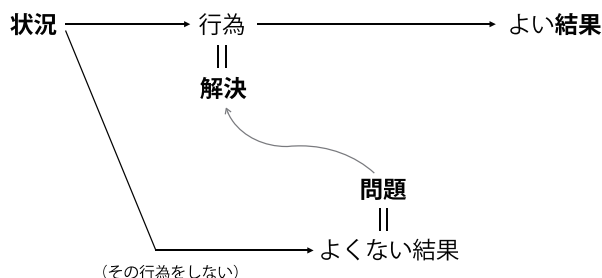 状況 行為 よい結果
解決
問題
よくない結果
（その行為をしない）